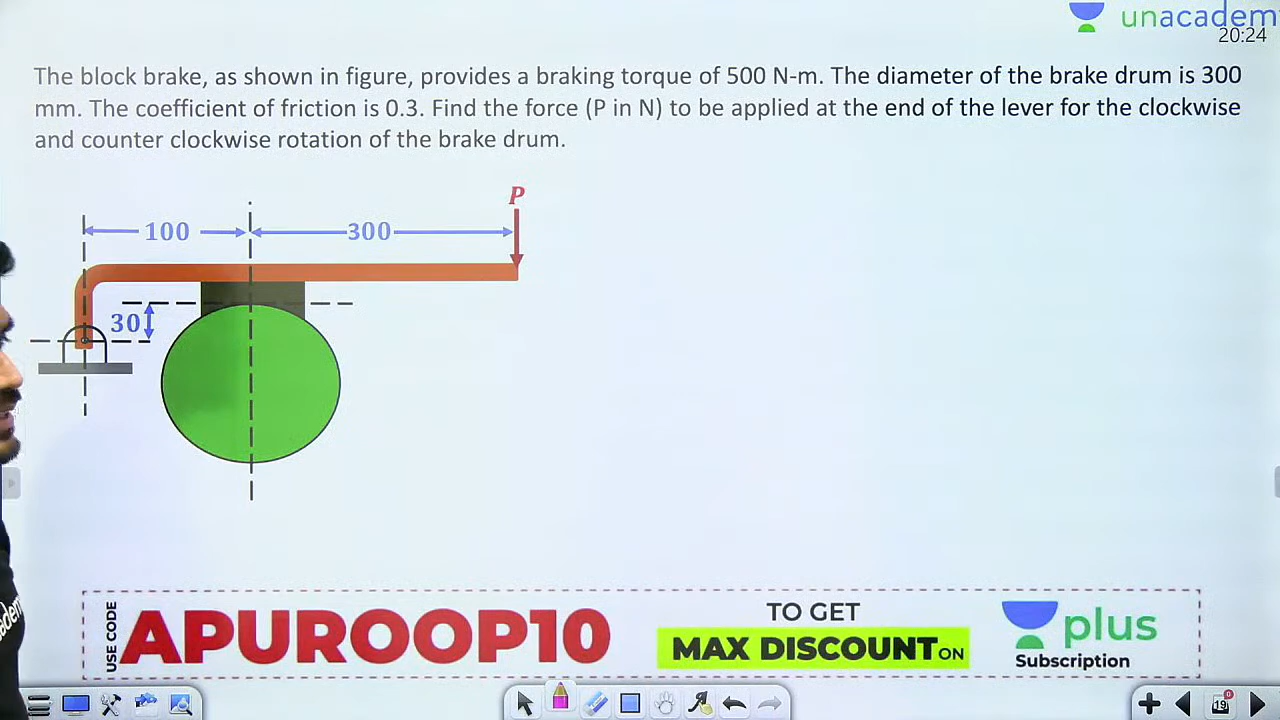 unacadem
20:24
The block brake, as shown in figure, provides a braking torque of 500 N-m. The diameter of the brake drum is 300
mm. The coefficient of friction is 0.3. Find the force (P in N) to be applied at the end of the lever for the clockwise
and counter clockwise rotation of the brake drum.
P
100
300
30
USE CODE
APUROOP10
TO GET
MAX DISCOUNT ON
plus
Subscription
19
0